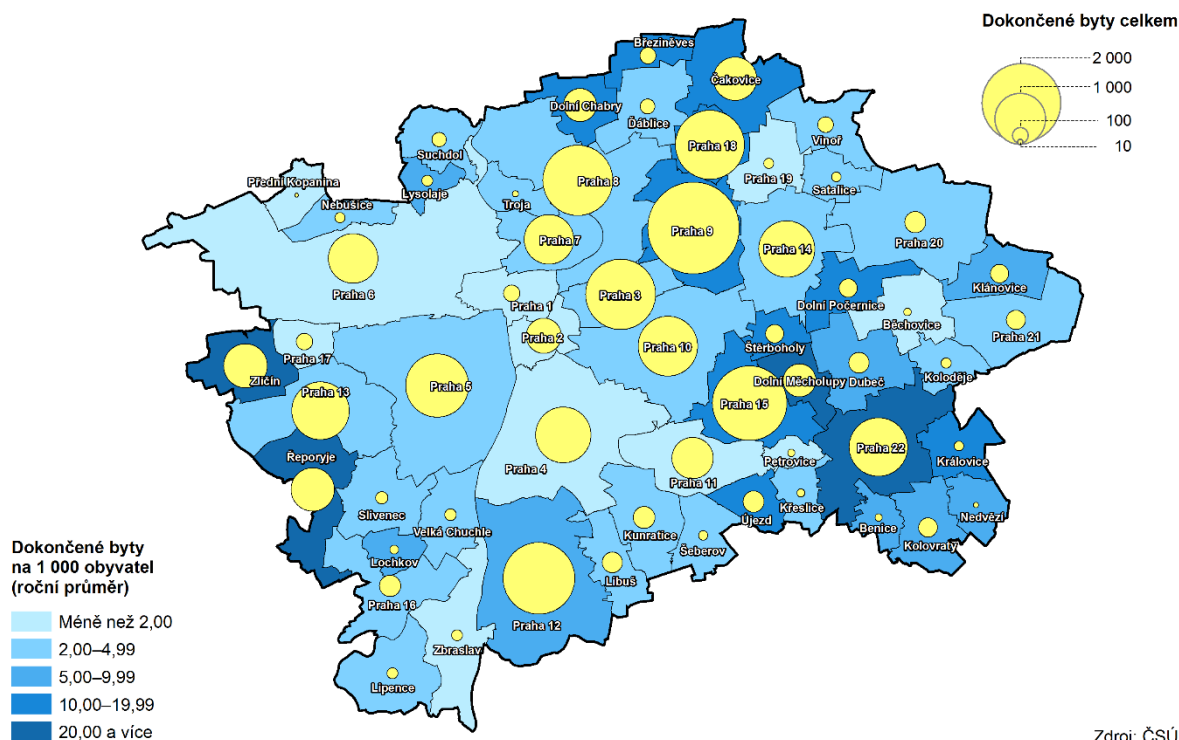 Dokončené byty celkem
2 000
1 000
100
10
Březiněves
Čakovice
Dolní Chabry
Ďáblice
Praha 18
Vinoř
Suchdol
Přední Kopanina
Lysolaje
Praha 8
Praha 19
Satalice
Nebušice
Troja
Praha 9
Praha 20
Praha 7
Praha 14
Praha 6
Praha 1
Praha 3
Dolní Počernice
Klánovice
Běchovice
Praha 21
Praha 2
Praha 10
Štěrboholy
Praha 17
Zličín
Dolní Měcholupy
Dubeč
Koloděje
Praha 13
Praha 5
Praha 15
Řeporyje
Praha 4
Praha 11
Petrovice
Praha 22
Královice
Slivenec
Velká Chuchle
Kunratice
Újezd
Křeslice
Benice
Nedvězí
Šeberov
Kolovraty
Lochkov
Libuš
Praha 16
Praha 12
Zbraslav
Lipence
Dokončené byty
na 1 000 obyvatel
(roční průměr)
Méně než 2,00
2,00–4,99
5,00–9,99
10,00–19,99
20,00 a více
Zdroj: ČSÚ